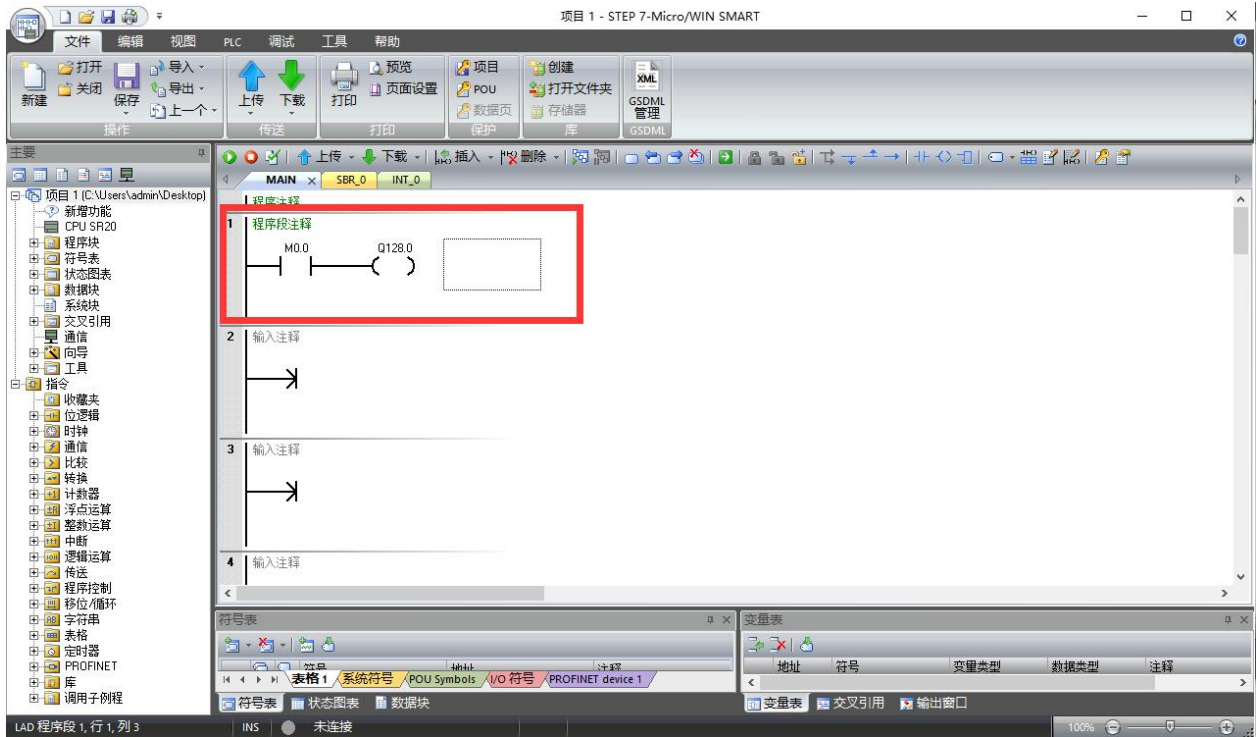 项目 1 - STEP 7-Micro/WIN SMART
文件 编辑 视图 PLC 调试 工具 帮助
新建
打开
关闭
保存
导入
导出
上一个
操作
上传
下载
传送
打印
预览
页面设置
打印
项目
POU
数据页
保护
创建
打开文件夹
存储器
库
XML
GSDML
管理
GSDML
主要
上传 下载 插入 删除
MAIN SBR_0 INT_0
项目 1 (C:\Users\admin\Desktop)
新增功能
CPU SR20
程序块
符号表
状态图表
数据块
系统块
交叉引用
通信
向导
工具
指令
收藏夹
位逻辑
时钟
通信
比较
转换
计数器
浮点运算
整数运算
中断
逻辑运算
传送
程序控制
移位/循环
字符串
表格
定时器
PROFINET
库
调用子例程
程序注释
1 程序段注释
M0.0 Q128.0
2 输入注释
3 输入注释
4 输入注释
符号表
符号 地址 注释
表格 1 系统符号 POU Symbols I/O 符号 PROFINET device 1
符号表 状态图表 数据块
变量表
地址 符号 变量类型 数据类型 注释
变量表 交叉引用 输出窗口
LAD 程序段 1, 行 1, 列 3 INS 未连接 100%